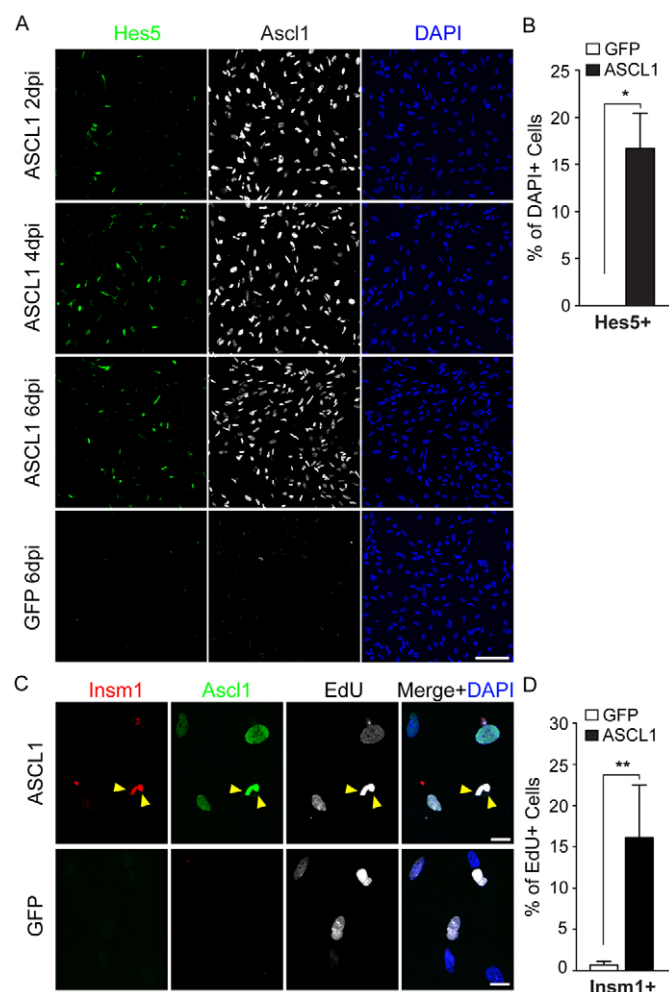 A
Hes5 Ascl1 DAPI
ASCL1 2dpi
ASCL1 4dpi
ASCL1 6dpi
GFP 6dpi
B
GFP
ASCL1
% of DAPI+ Cells
25
20
15
10
5
0
*
Hes5+
C
Insm1 Ascl1 EdU Merge+DAPI
ASCL1
GFP
D
GFP
ASCL1
% of EdU+ Cells
30
25
20
15
10
5
0
**
Insm1+